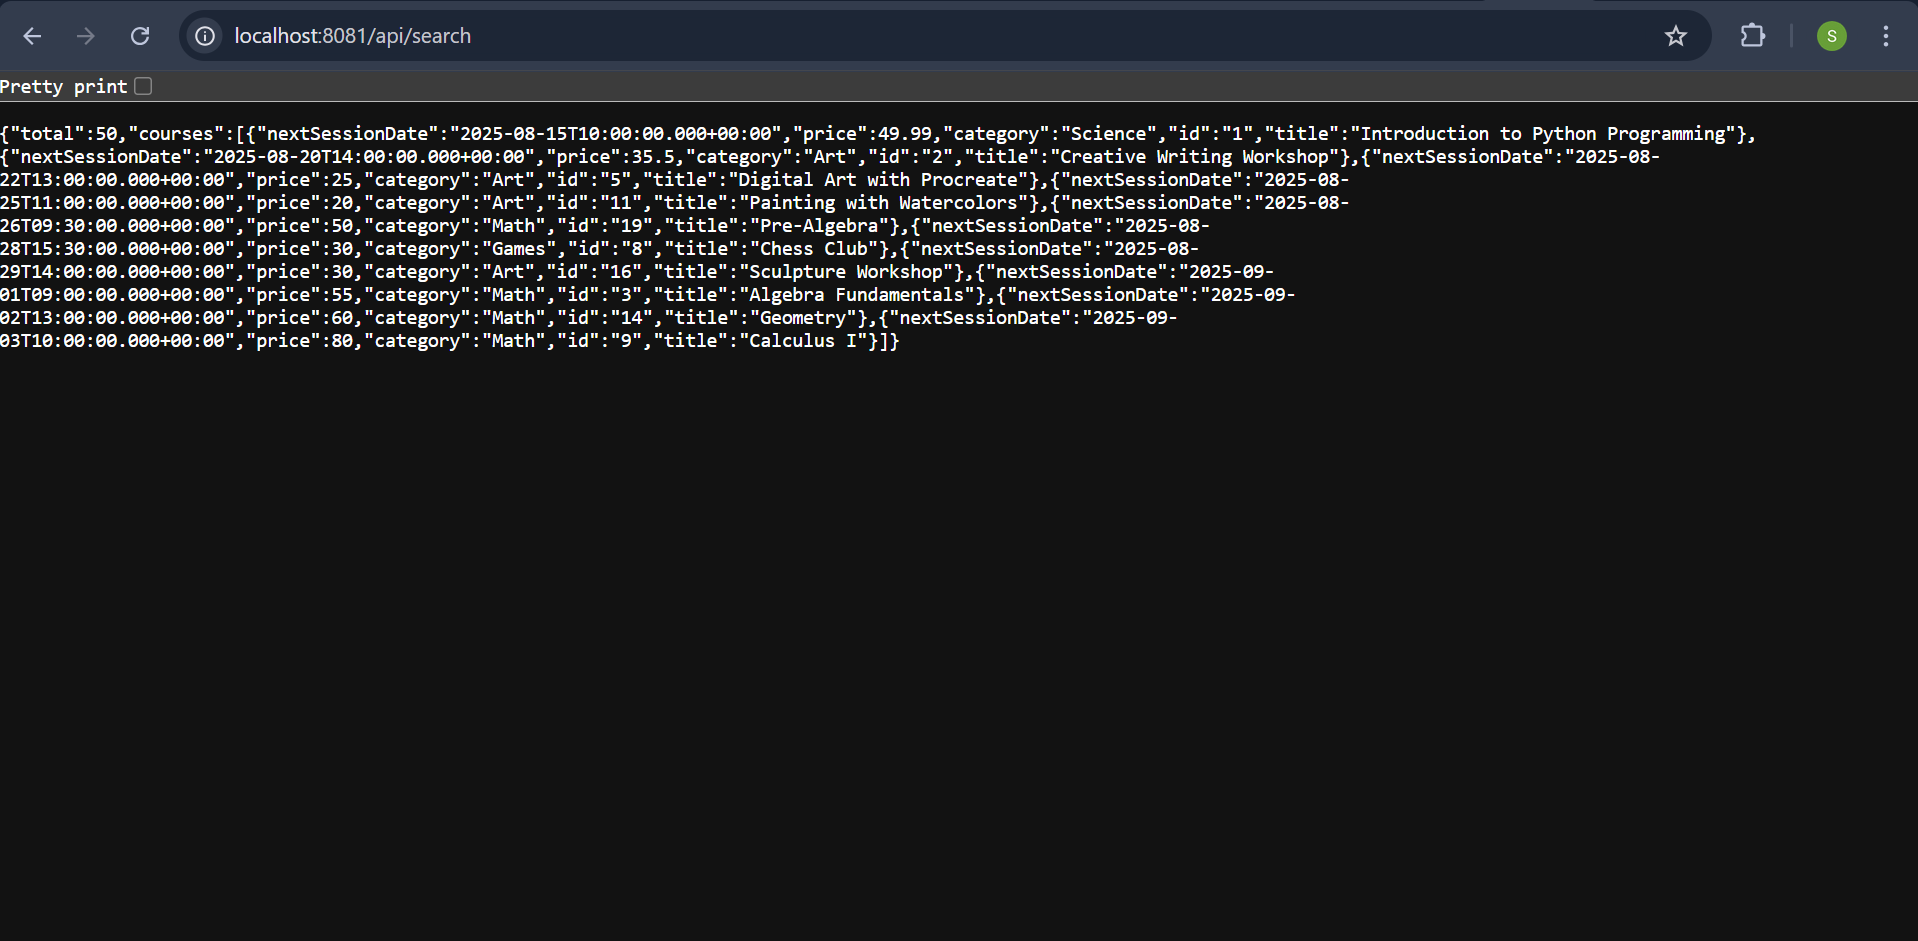 localhost:8081/api/search
S
Pretty print
{"total":50,"courses":[{"nextSessionDate":"2025-08-15T10:00:00.000+00:00","price":49.99,"category":"Science","id":"1","title":"Introduction to Python Programming"},
{"nextSessionDate":"2025-08-20T14:00:00.000+00:00","price":35.5,"category":"Art","id":"2","title":"Creative Writing Workshop"},{"nextSessionDate":"2025-08-
22T13:00:00.000+00:00","price":25,"category":"Art","id":"5","title":"Digital Art with Procreate"},{"nextSessionDate":"2025-08-
25T11:00:00.000+00:00","price":20,"category":"Art","id":"11","title":"Painting with Watercolors"},{"nextSessionDate":"2025-08-
26T09:30:00.000+00:00","price":50,"category":"Math","id":"19","title":"Pre-Algebra"},{"nextSessionDate":"2025-08-
28T15:30:00.000+00:00","price":30,"category":"Games","id":"8","title":"Chess Club"},{"nextSessionDate":"2025-08-
29T14:00:00.000+00:00","price":30,"category":"Art","id":"16","title":"Sculpture Workshop"},{"nextSessionDate":"2025-09-
01T09:00:00.000+00:00","price":55,"category":"Math","id":"3","title":"Algebra Fundamentals"},{"nextSessionDate":"2025-09-
02T13:00:00.000+00:00","price":60,"category":"Math","id":"14","title":"Geometry"},{"nextSessionDate":"2025-09-
03T10:00:00.000+00:00","price":80,"category":"Math","id":"9","title":"Calculus I"}]}